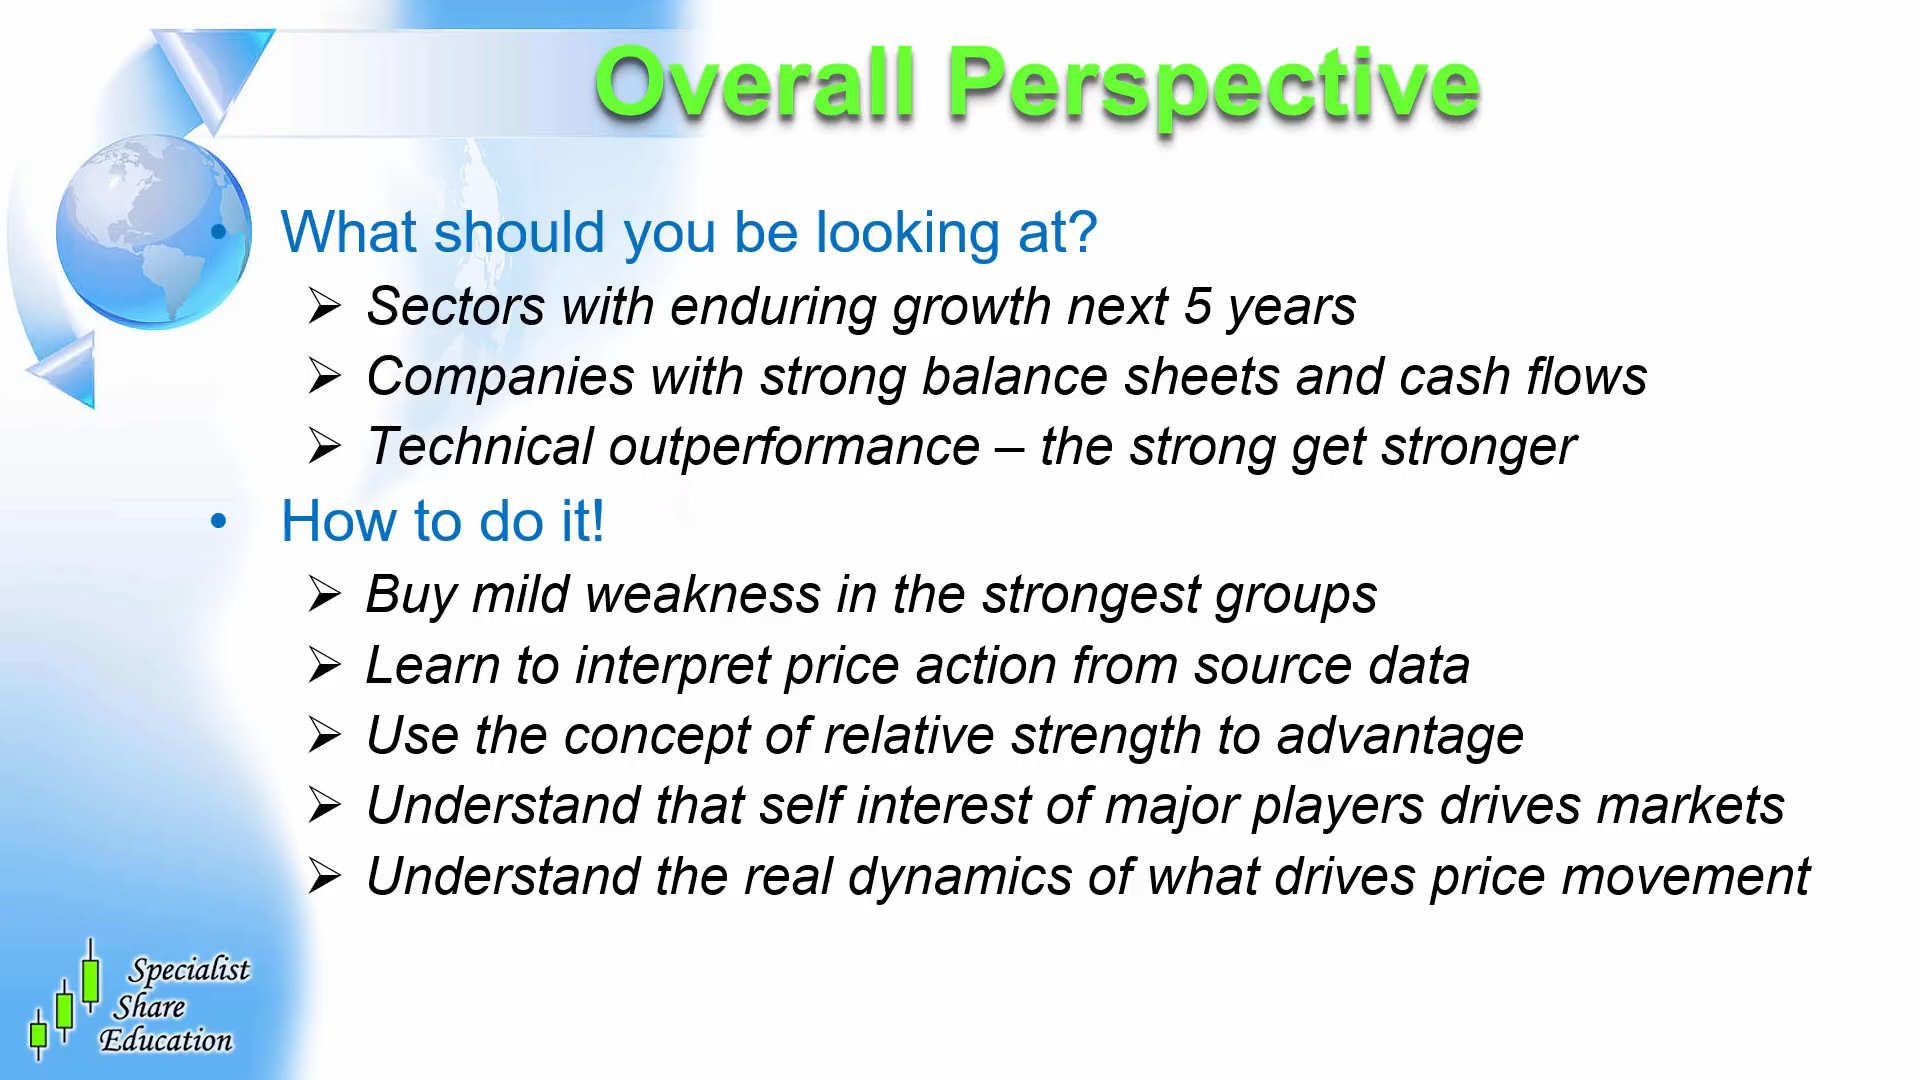 Overall Perspective
• What should you be looking at?
➢ Sectors with enduring growth next 5 years
➢ Companies with strong balance sheets and cash flows
➢ Technical outperformance – the strong get stronger
• How to do it!
➢ Buy mild weakness in the strongest groups
➢ Learn to interpret price action from source data
➢ Use the concept of relative strength to advantage
➢ Understand that self interest of major players drives markets
➢ Understand the real dynamics of what drives price movement
Specialist
Share
Education